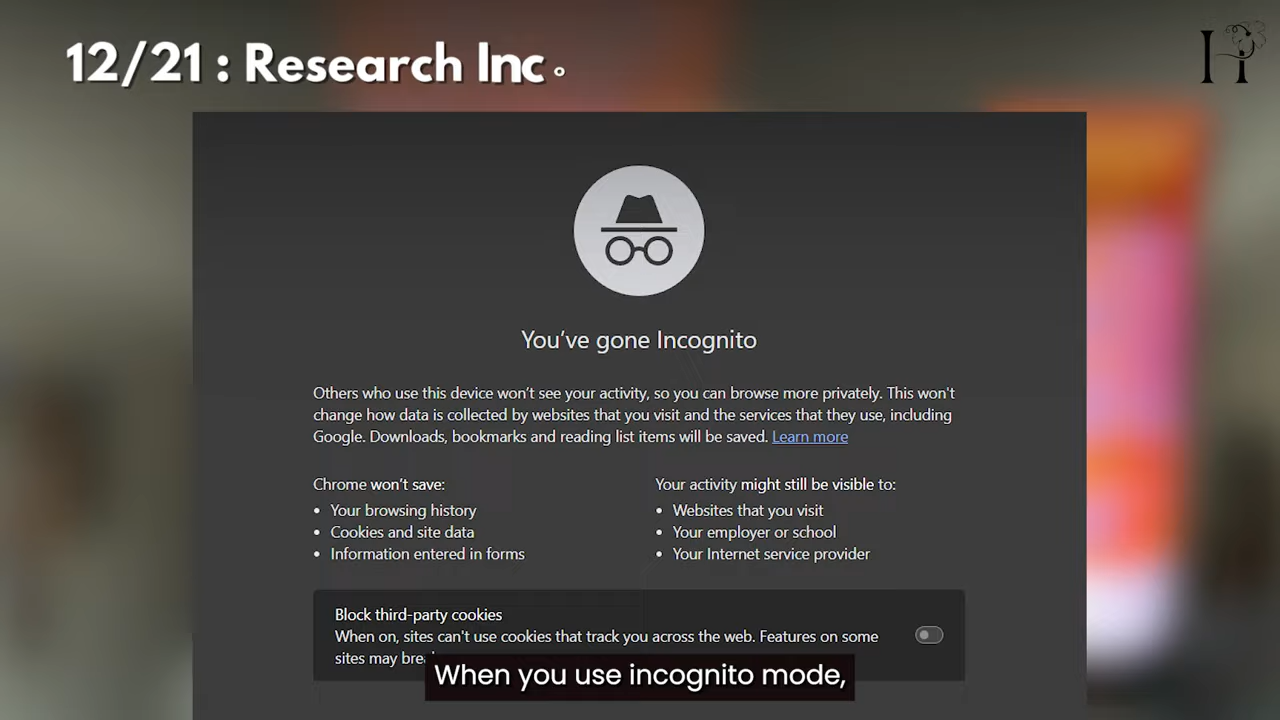 12/21 : Research Inc
H
You've gone Incognito
Others who use this device won't see your activity, so you can browse more privately. This won't
change how data is collected by websites that you visit and the services that they use, including
Google. Downloads, bookmarks and reading list items will be saved. Learn more
Chrome won't save:
Your browsing history
Cookies and site data
Information entered in forms
Your activity might still be visible to:
Websites that you visit
Your employer or school
Your Internet service provider
Block third-party cookies
When on, sites can't use cookies that track you across the web. Features on some
sites may
When you use incognito mode,